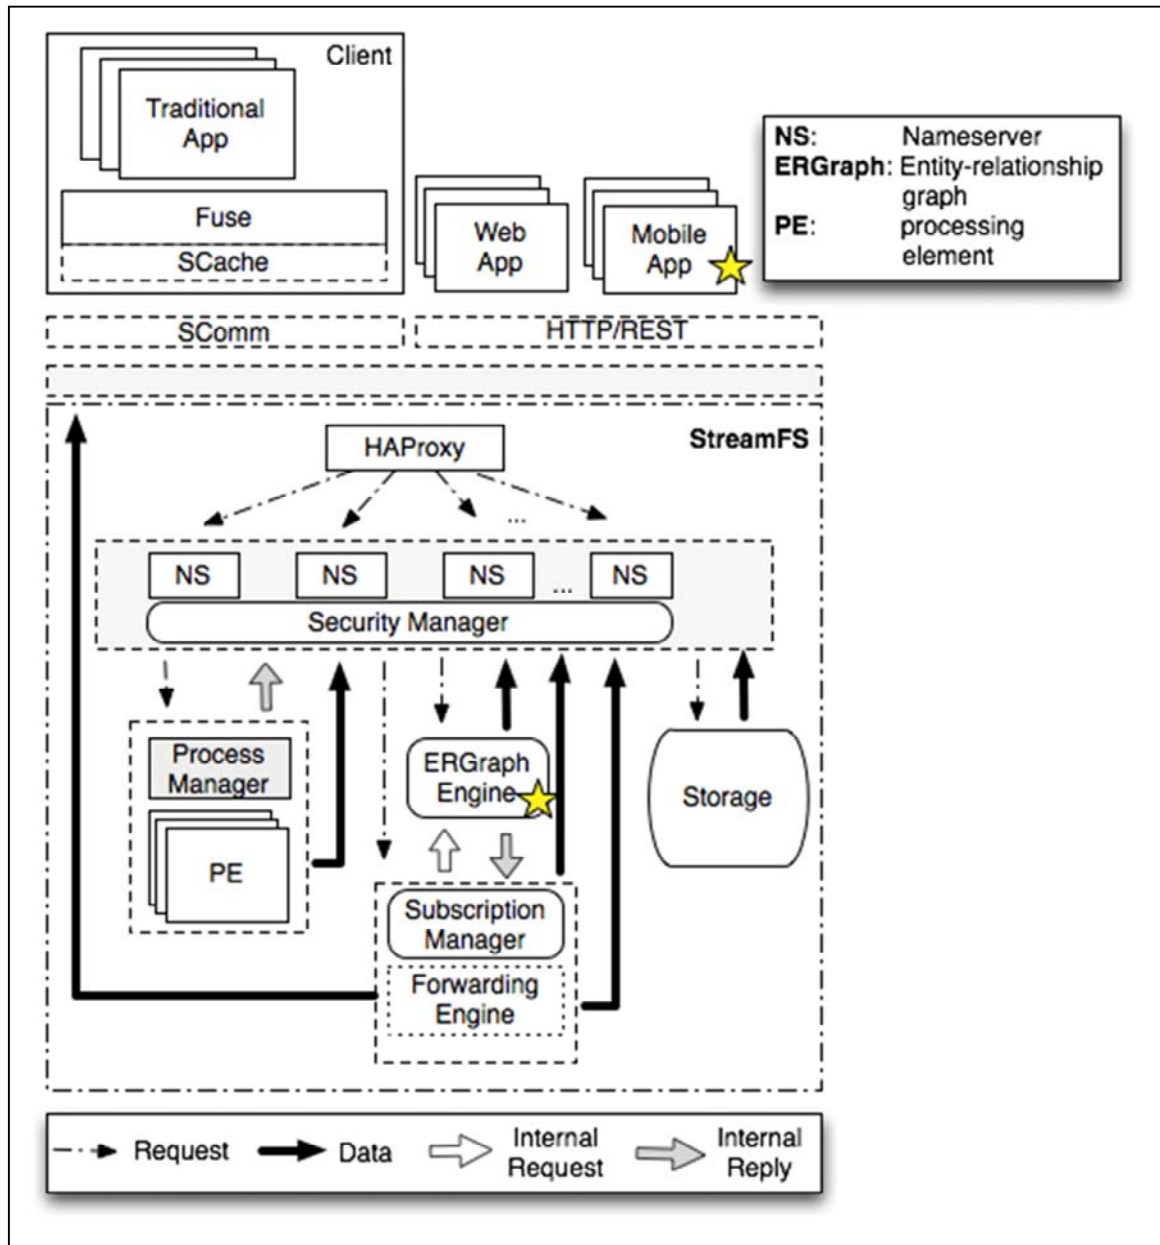 Client
Traditional
App
Fuse
SCache
Web
App
Mobile
App
NS: Nameserver
ERGraph: Entity-relationship
graph
PE: processing
element
SComm
HTTP/REST
StreamFS
HAProxy
...
NS NS NS ... NS
Security Manager
Process
Manager
PE
ERGraph
Engine
Storage
Subscription
Manager
Forwarding
Engine
Request
Data
Internal
Request
Internal
Reply